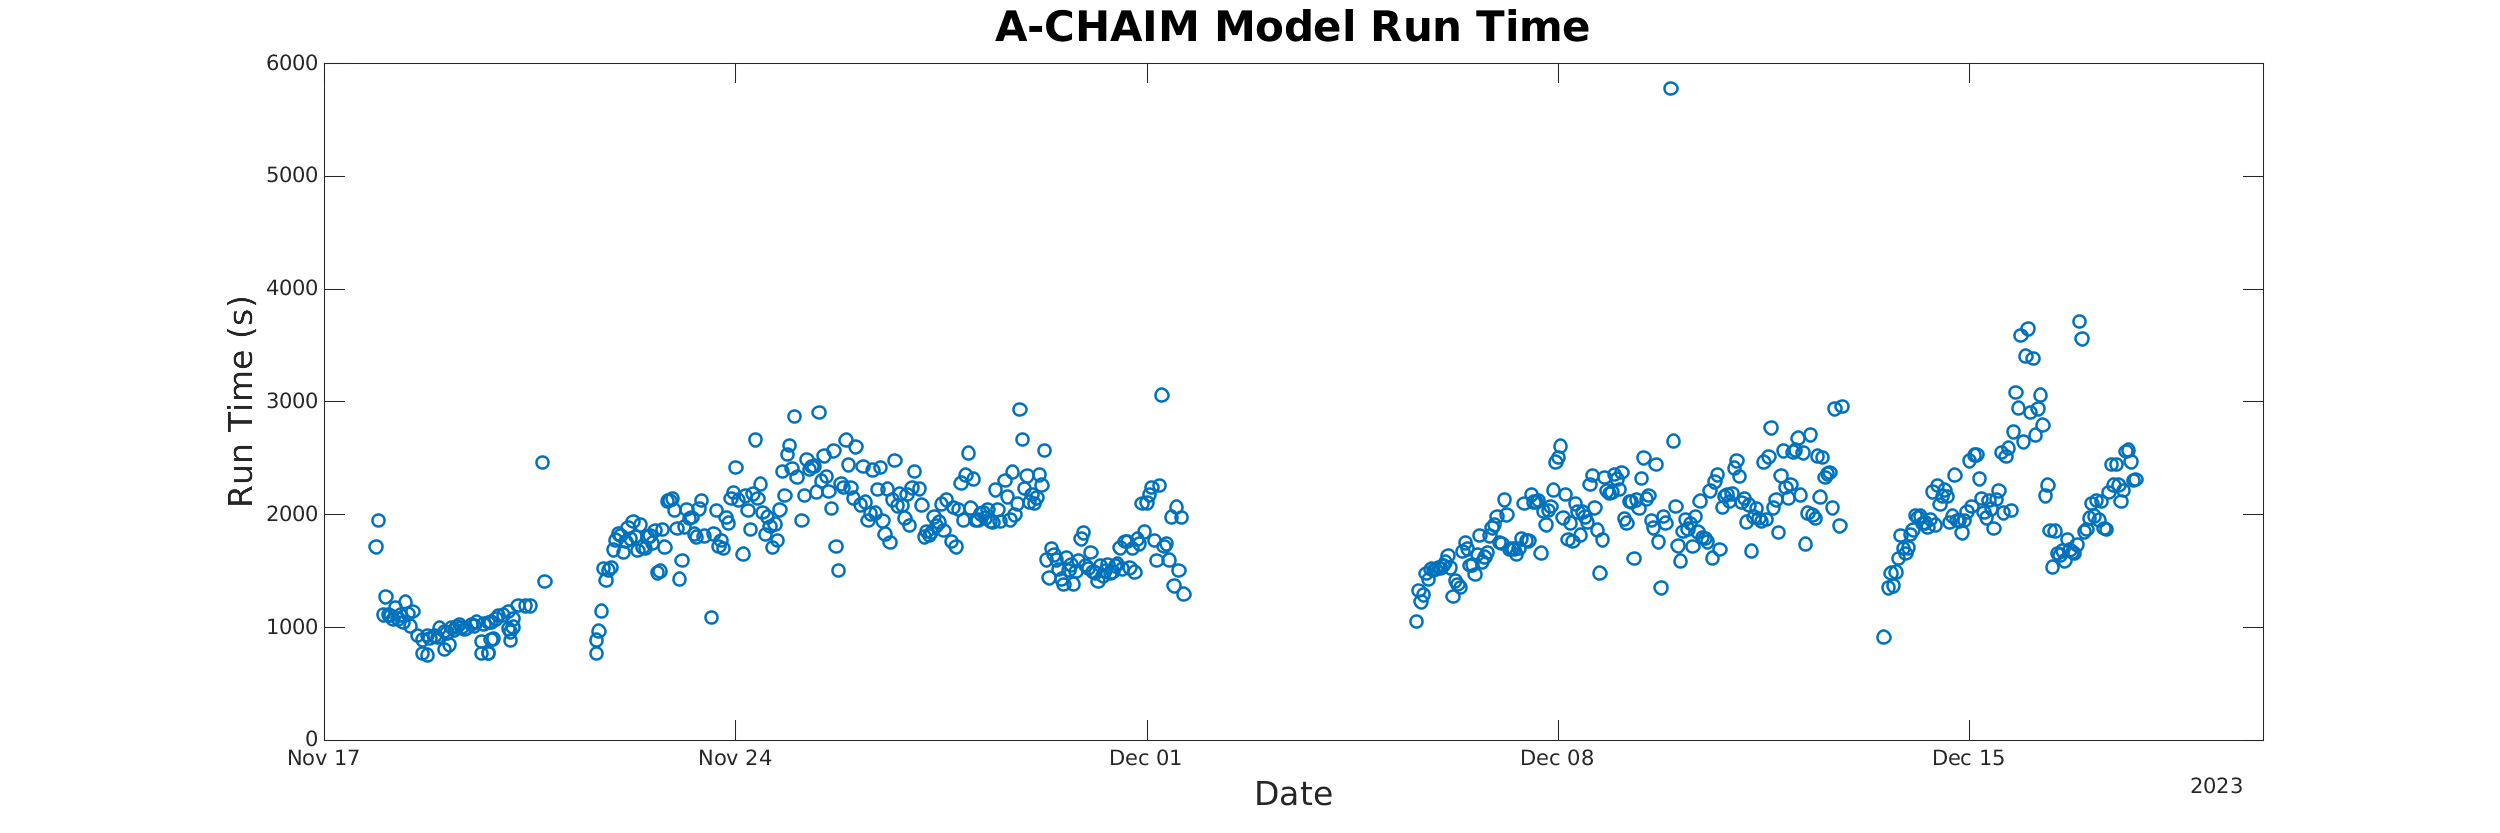 A-CHAIM Model Run Time
6000
5000
4000
3000
2000
1000
0
Run Time (s)
Nov 17 Nov 24 Dec 01 Dec 08 Dec 15
2023
Date